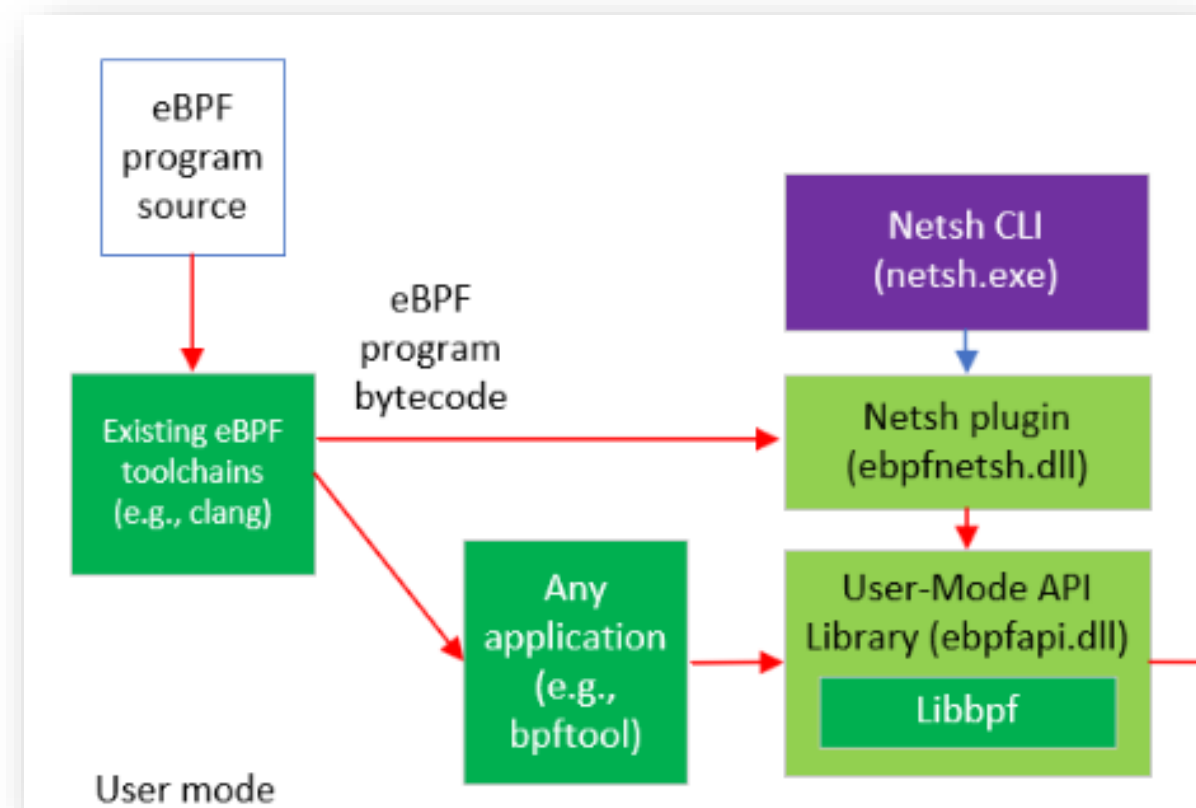 eBPF
program
source
Netsh CLI
(netsh.exe)
eBPF
program
bytecode
Existing eBPF
toolchains
(e.g., clang)
Netsh plugin
(ebpfnetsh.dll)
Any
application
(e.g.,
bpftool)
User-Mode API
Library (ebpfapi.dll)
Libbpf
User mode